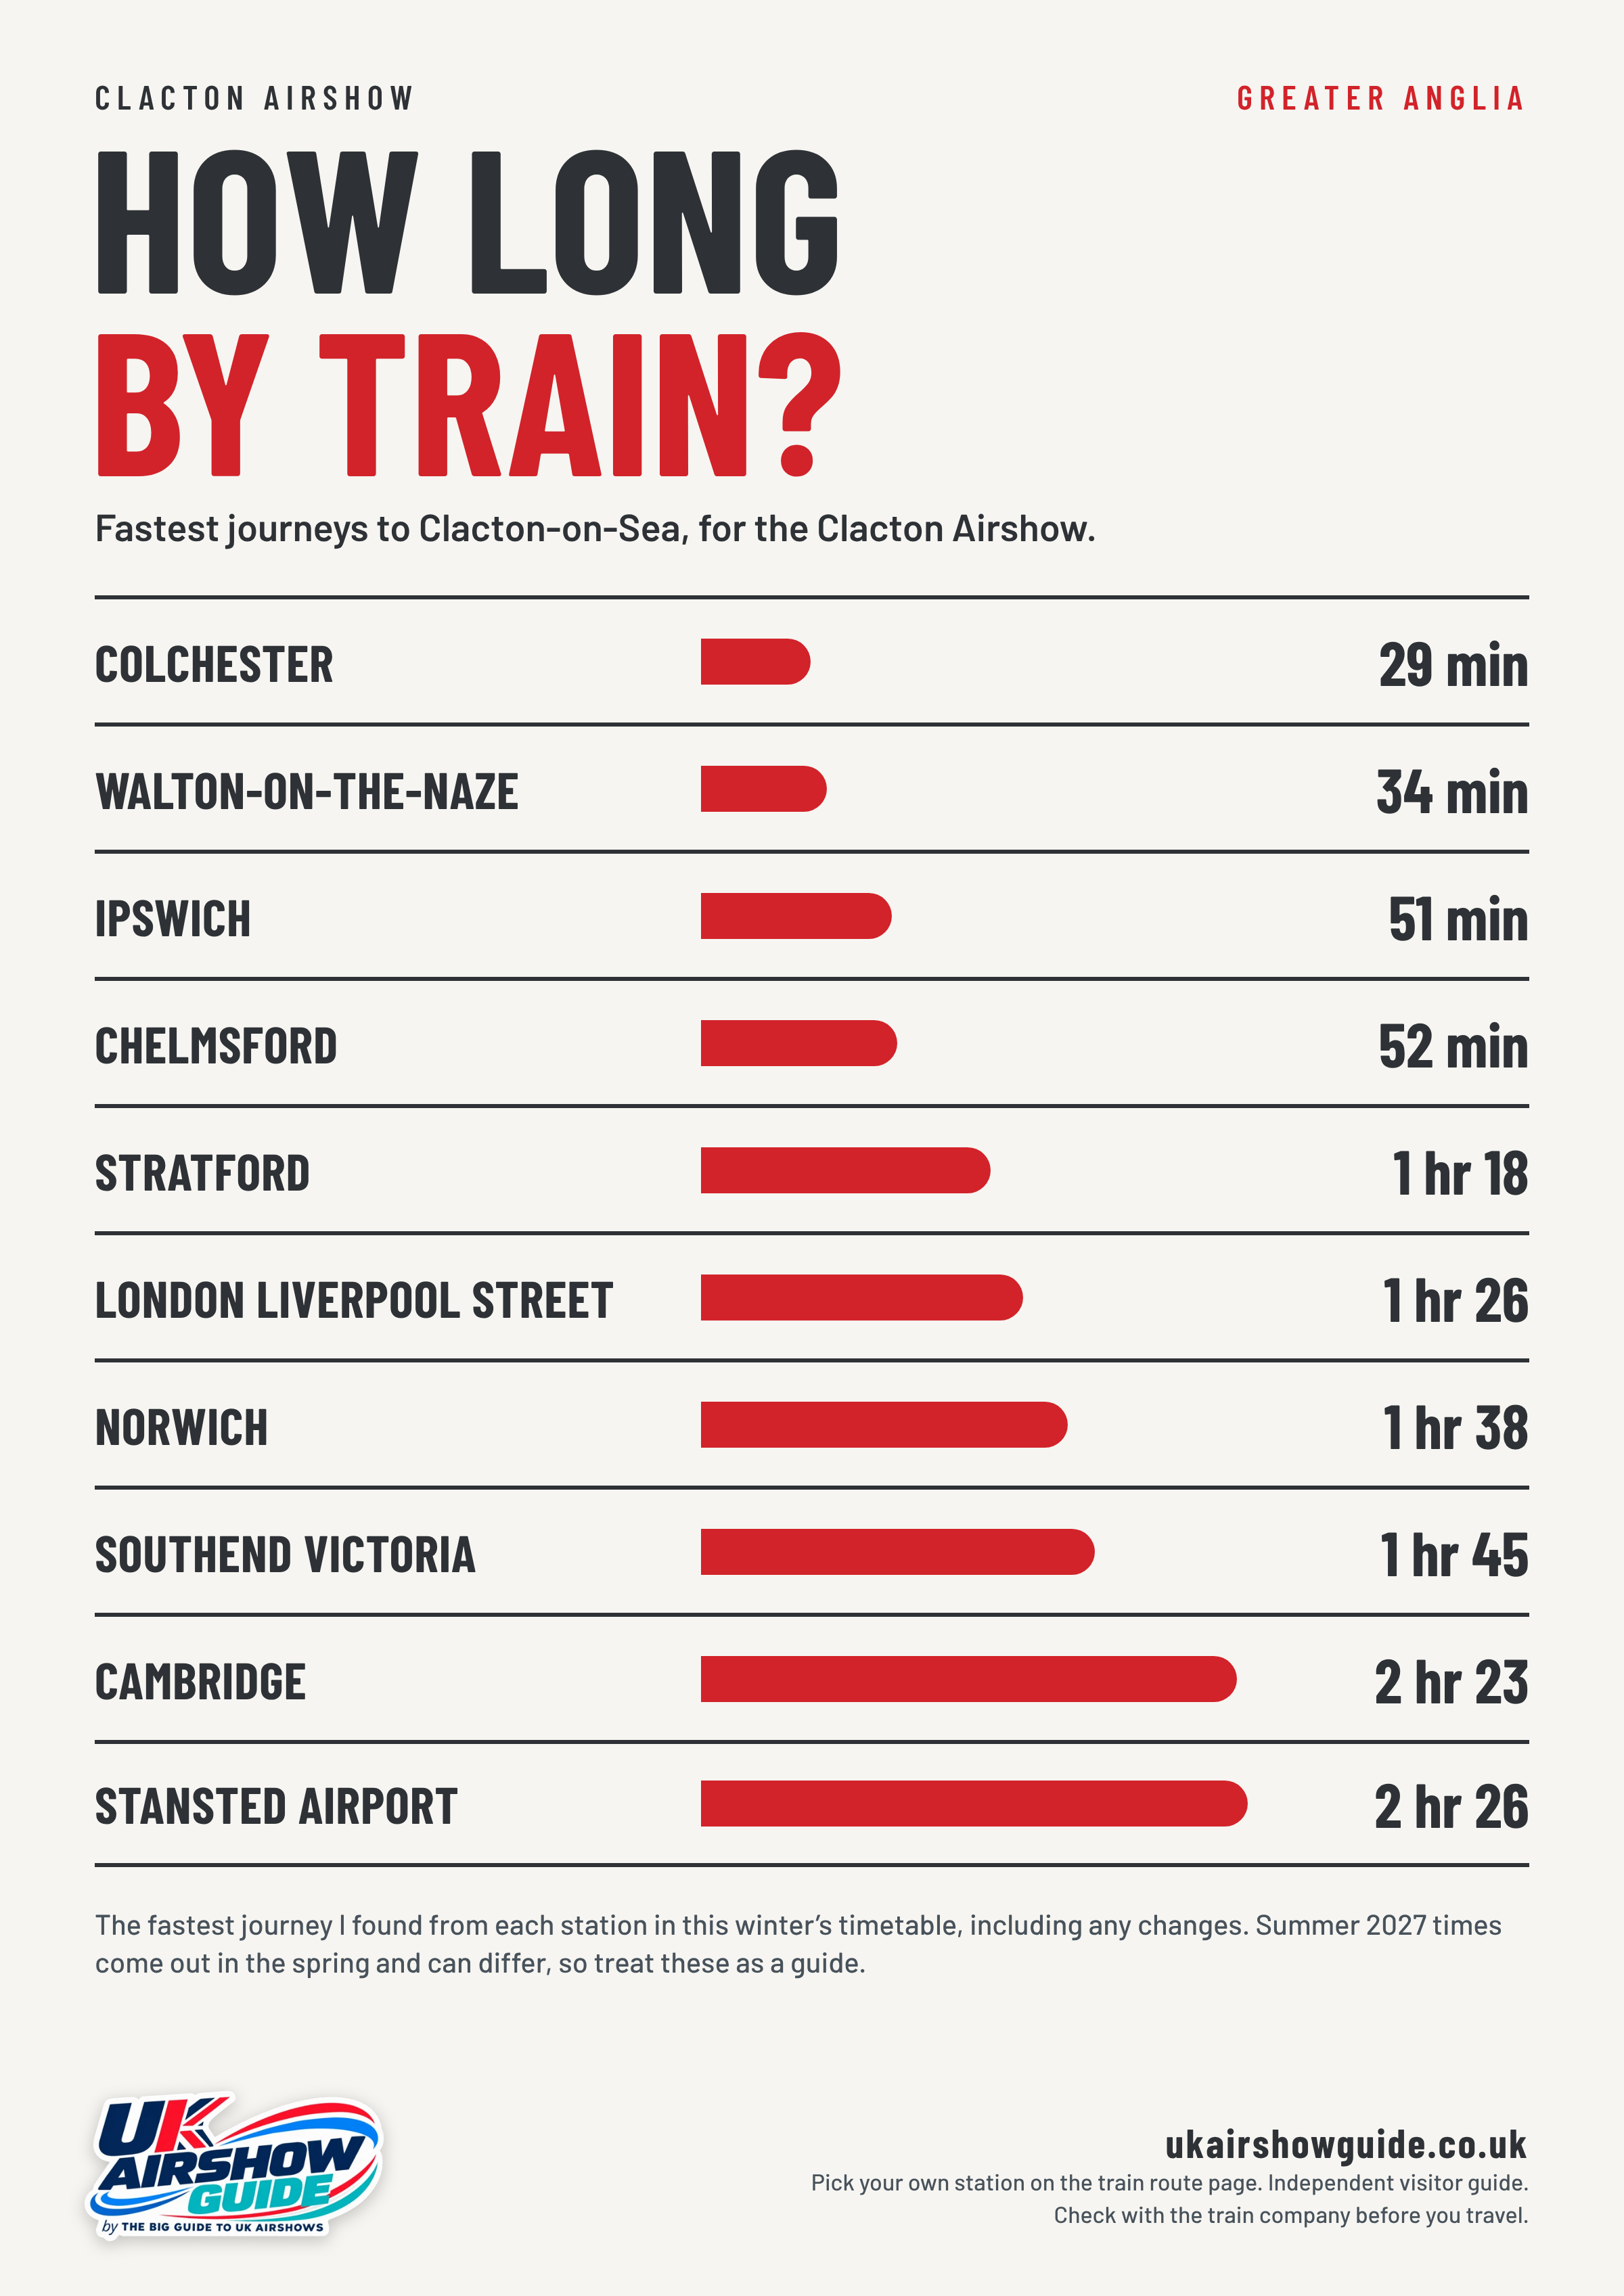 CLACTON AIRSHOW
GREATER ANGLIA
HOW LONG
BY TRAIN?
Fastest journeys to Clacton-on-Sea, for the Clacton Airshow.
COLCHESTER 29 min
WALTON-ON-THE-NAZE 34 min
IPSWICH 51 min
CHELMSFORD 52 min
STRATFORD 1 hr 18
LONDON LIVERPOOL STREET 1 hr 26
NORWICH 1 hr 38
SOUTHEND VICTORIA 1 hr 45
CAMBRIDGE 2 hr 23
STANSTED AIRPORT 2 hr 26
The fastest journey I found from each station in this winter’s timetable, including any changes. Summer 2027 times
come out in the spring and can differ, so treat these as a guide.
UK
AIRSHOW
GUIDE
by THE BIG GUIDE TO UK AIRSHOWS
ukairshowguide.co.uk
Pick your own station on the train route page. Independent visitor guide.
Check with the train company before you travel.